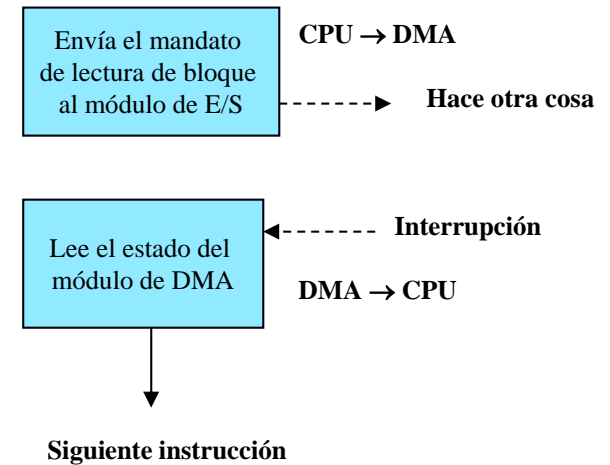 Envía el mandato
de lectura de bloque
al módulo de E/S
CPU → DMA
Hace otra cosa
Lee el estado del
módulo de DMA
Interrupción
DMA → CPU
Siguiente instrucción